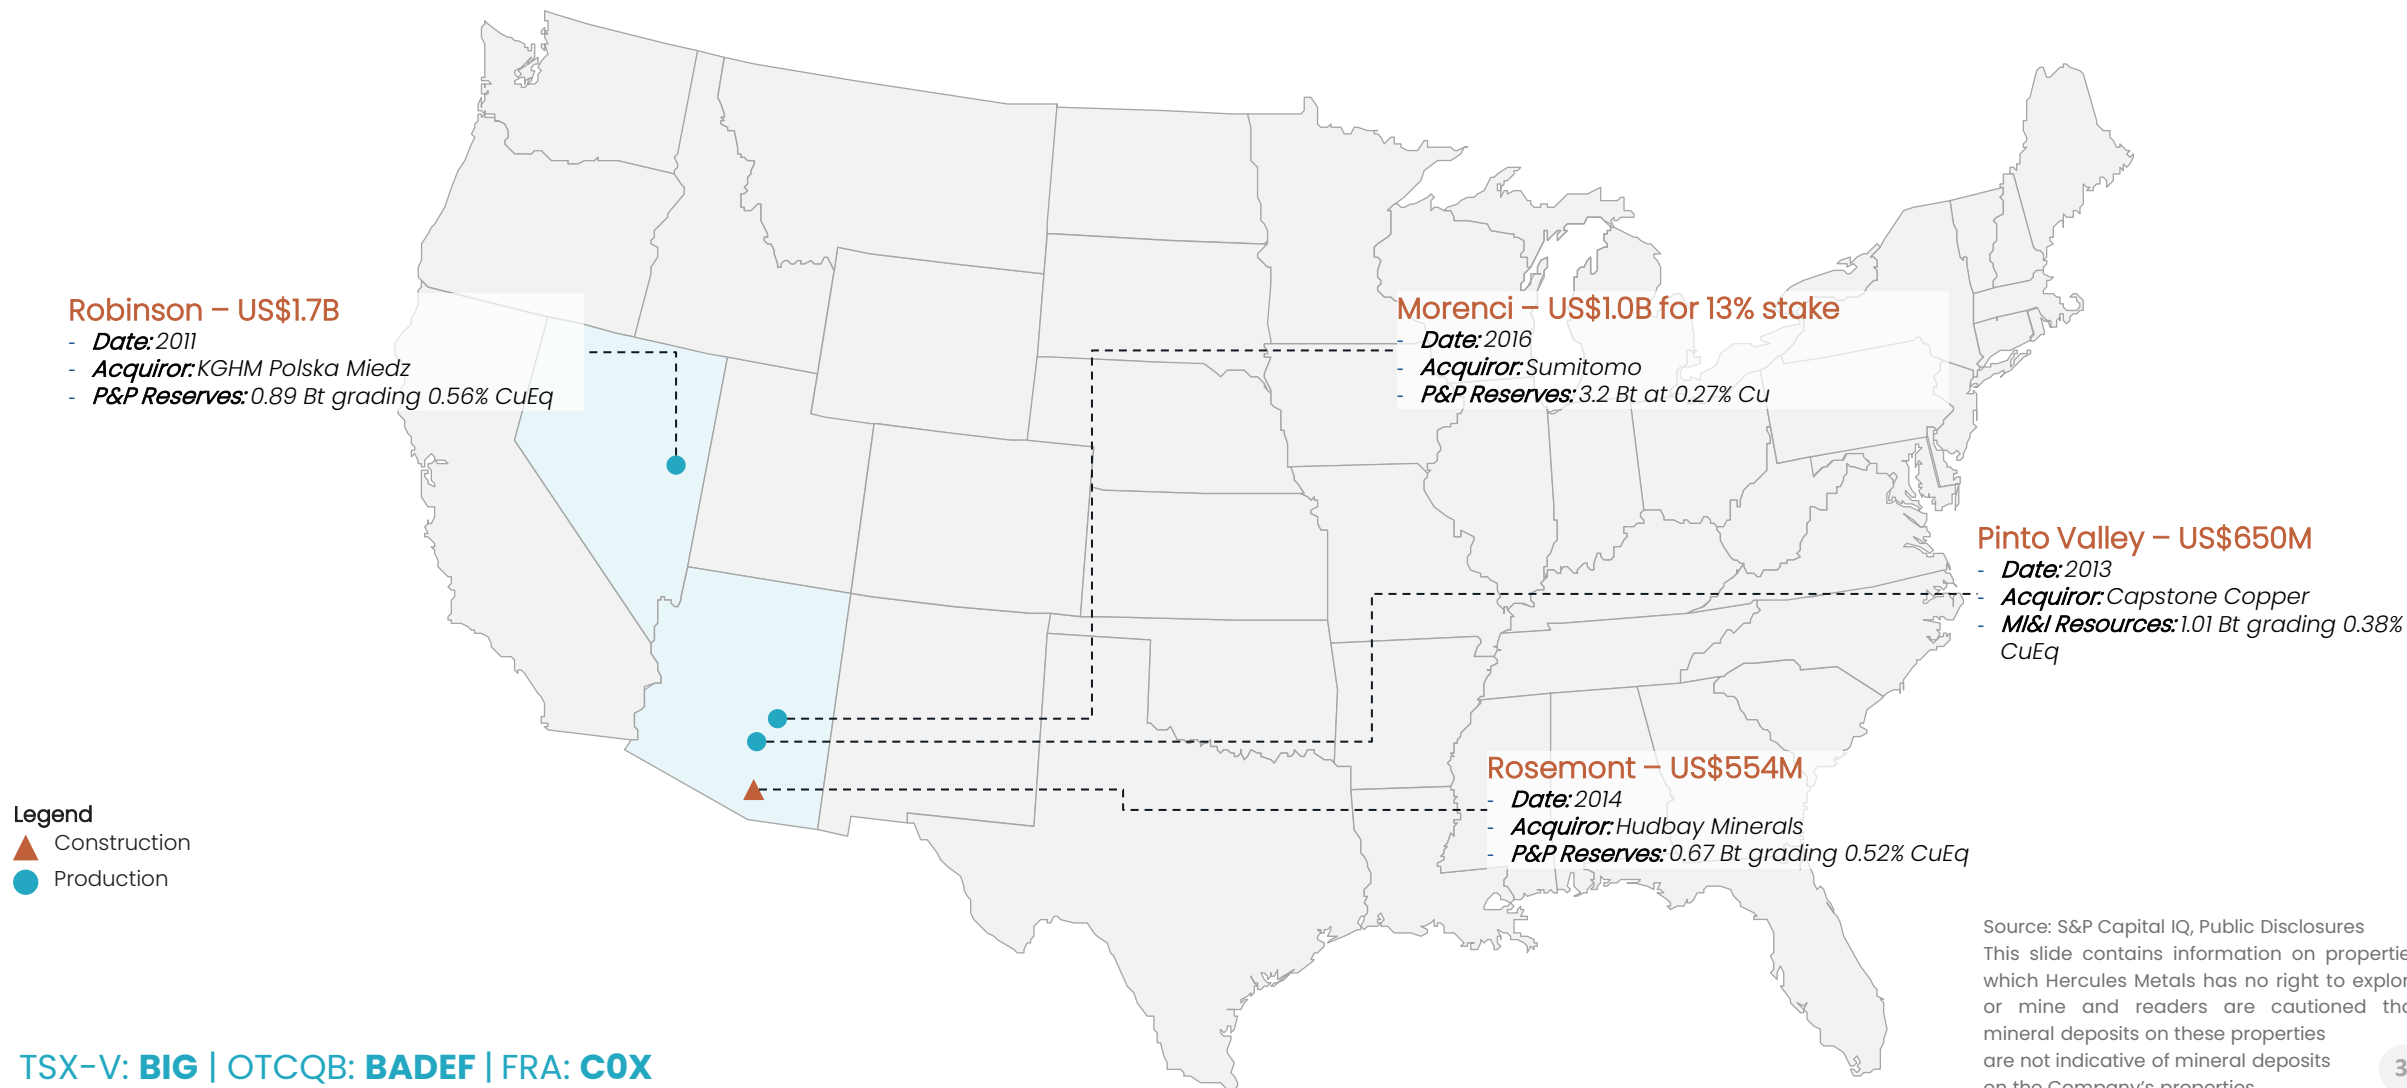 Robinson – US$1.7B
- Date: 2011
- Acquiror: KGHM Polska Miedz
- P&P Reserves: 0.89 Bt grading 0.56% CuEq
Morenci – US$1.0B for 13% stake
- Date: 2016
- Acquiror: Sumitomo
- P&P Reserves: 3.2 Bt at 0.27% Cu
Pinto Valley – US$650M
- Date: 2013
- Acquiror: Capstone Copper
- MI&I Resources: 1.01 Bt grading 0.38%
CuEq
Rosemont – US$554M
- Date: 2014
- Acquiror: Hudbay Minerals
- P&P Reserves: 0.67 Bt grading 0.52% CuEq
Legend
Construction
Production
Source: S&P Capital IQ, Public Disclosures
This slide contains information on
which Hercules Metals has no right to
or mine and readers are cautioned
mineral deposits on these properties
are not indicative of mineral deposits
on the Company's properties
TSX-V: BIG | OTCQB: BADEF | FRA: C0X
3